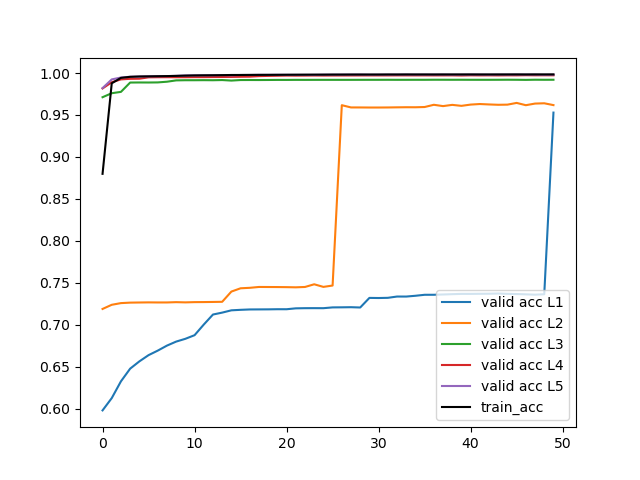 1.00
0.95
0.90
0.85
0.80
0.75
0.70
0.65
0.60
0
10
20
30
40
50
valid acc L1
valid acc L2
valid acc L3
valid acc L4
valid acc L5
train_acc